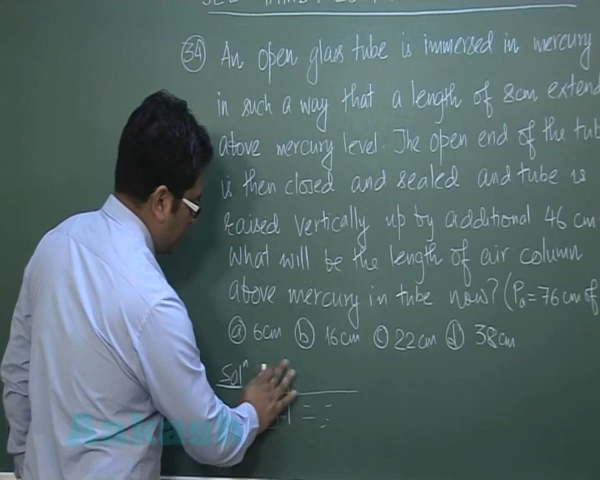 34 An open glass tube is immersed in mercury
in such a way that a length of 8cm extend
above mercury level. The open end of the tub
is then closed and sealed and tube is
raised vertically up by additional 46 cm
What will be the length of air column
above mercury in tube now? (Pa = 76 cm of
a 6cm b 16cm c 22cm d 38cm
Solⁿ
Aakash